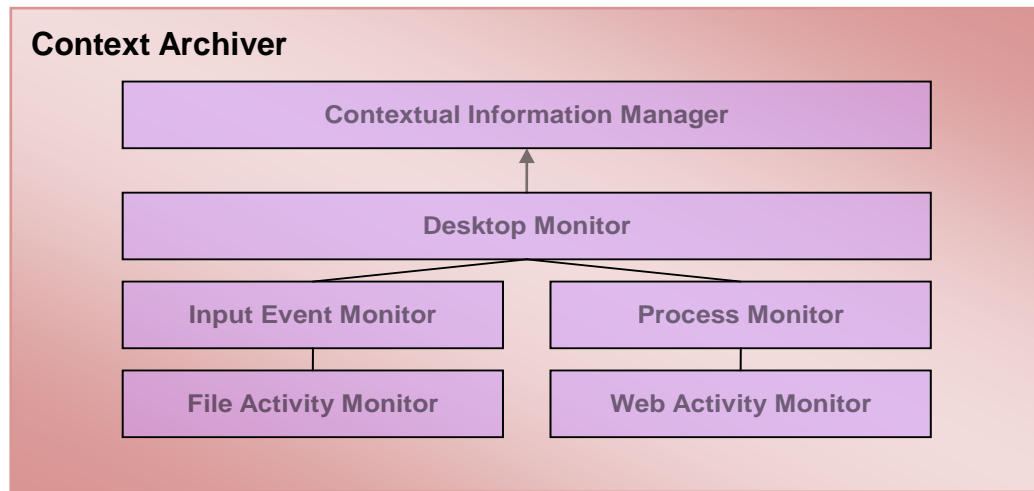 Context Archiver
Contextual Information Manager
Desktop Monitor
Input Event Monitor
Process Monitor
File Activity Monitor
Web Activity Monitor